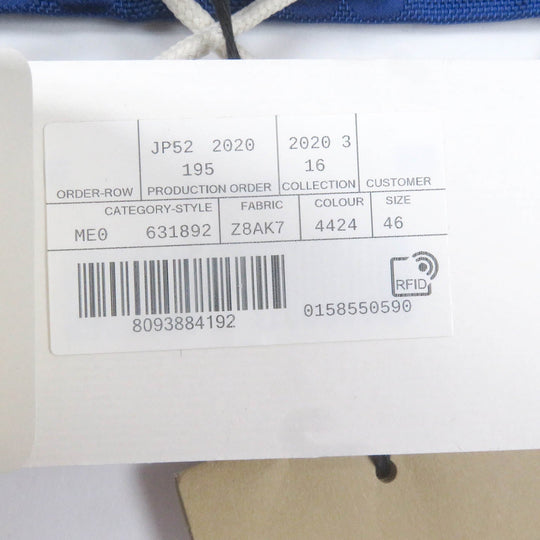 JP52 2020 2020 3
195 16
ORDER-ROW PRODUCTION ORDER COLLECTION CUSTOMER
CATEGORY-STYLE FABRIC COLOUR SIZE
ME0 631892 Z8AK7 4424 46
RFID
8093884192 0158550590